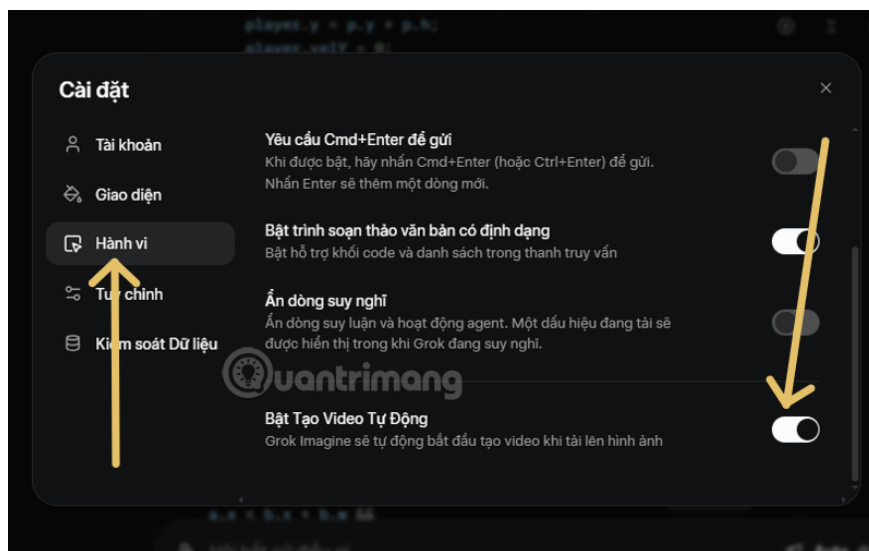 player.y = p.y + p.h;
player.velY = 0;
Cài đặt
Tài khoản
Giao diện
Hành vi
Tuỳ chỉnh
Kiểm soát Dữ liệu
Yêu cầu Cmd+Enter để gửi
Khi được bật, hãy nhấn Cmd+Enter (hoặc Ctrl+Enter) để gửi.
Nhấn Enter sẽ thêm một dòng mới.
Bật trình soạn thảo văn bản có định dạng
Bật hỗ trợ khối code và danh sách trong thanh truy vấn
Ẩn dòng suy nghĩ
Ẩn dòng suy luận và hoạt động agent. Một dấu hiệu đang tải sẽ
được hiển thị trong khi Grok đang suy nghĩ.
Quantrimang
Bật Tạo Video Tự Động
Grok Imagine sẽ tự động bắt đầu tạo video khi tải lên hình ảnh
a.x < b.x + b.w &&